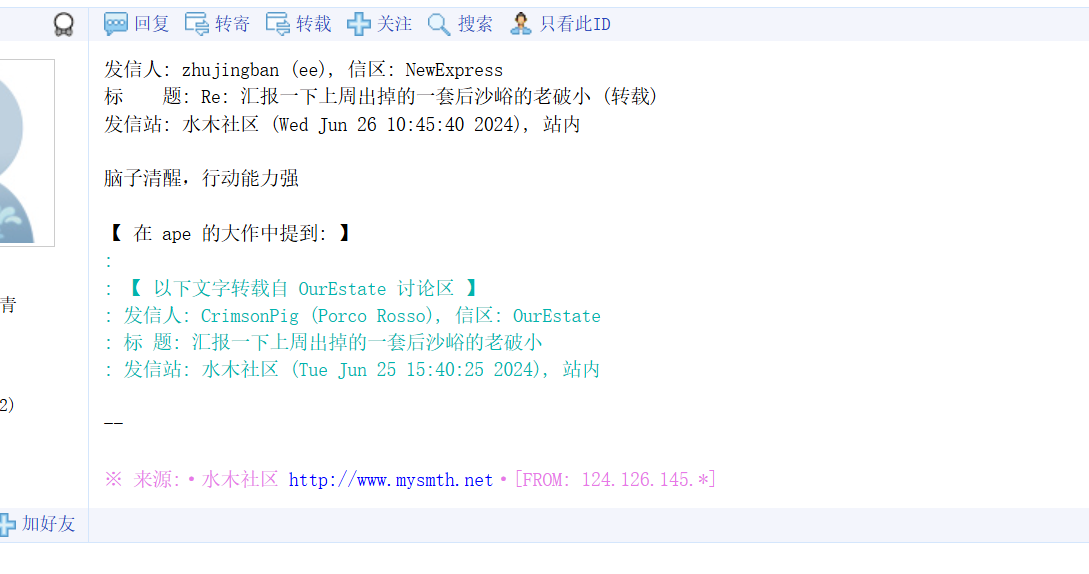 回复 转寄 转载 关注 搜索 只看此ID
发信人: zhujingban (ee), 信区: NewExpress
标　　题: Re: 汇报一下上周出掉的一套后沙峪的老破小 (转载)
发信站: 水木社区 (Wed Jun 26 10:45:40 2024), 站内
脑子清醒，行动能力强
【 在 ape 的大作中提到: 】
:
: 【 以下文字转载自 OurEstate 讨论区 】
: 发信人: CrimsonPig (Porco Rosso), 信区: OurEstate
: 标 题: 汇报一下上周出掉的一套后沙峪的老破小
: 发信站: 水木社区 (Tue Jun 25 15:40:25 2024), 站内
--
※ 来源:·水木社区 http://www.mysmth.net·[FROM: 124.126.145.*]
青
2)
加好友